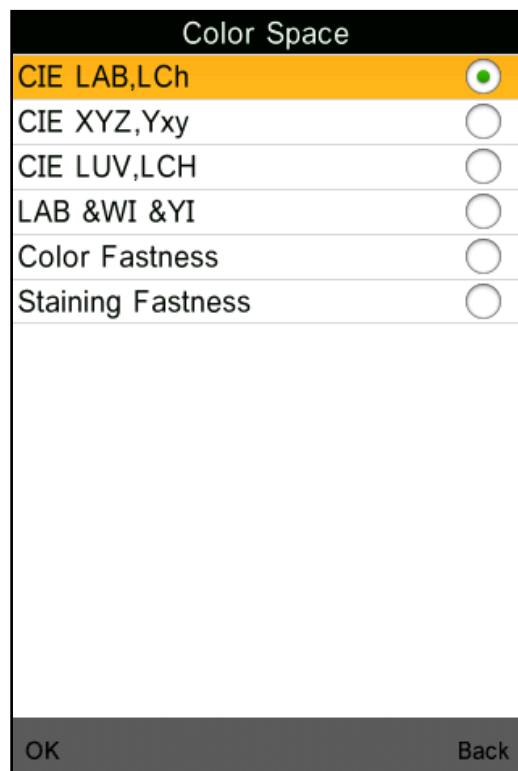 Color Space
CIE LAB,LCh
CIE XYZ,Yxy
CIE LUV,LCH
LAB &WI &YI
Color Fastness
Staining Fastness
OK Back